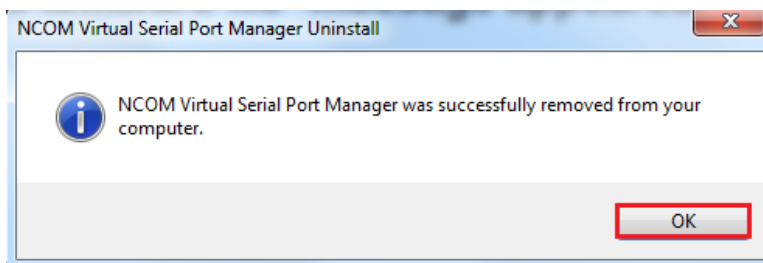 NCOM Virtual Serial Port Manager Uninstall
NCOM Virtual Serial Port Manager was successfully removed from your
computer.
OK